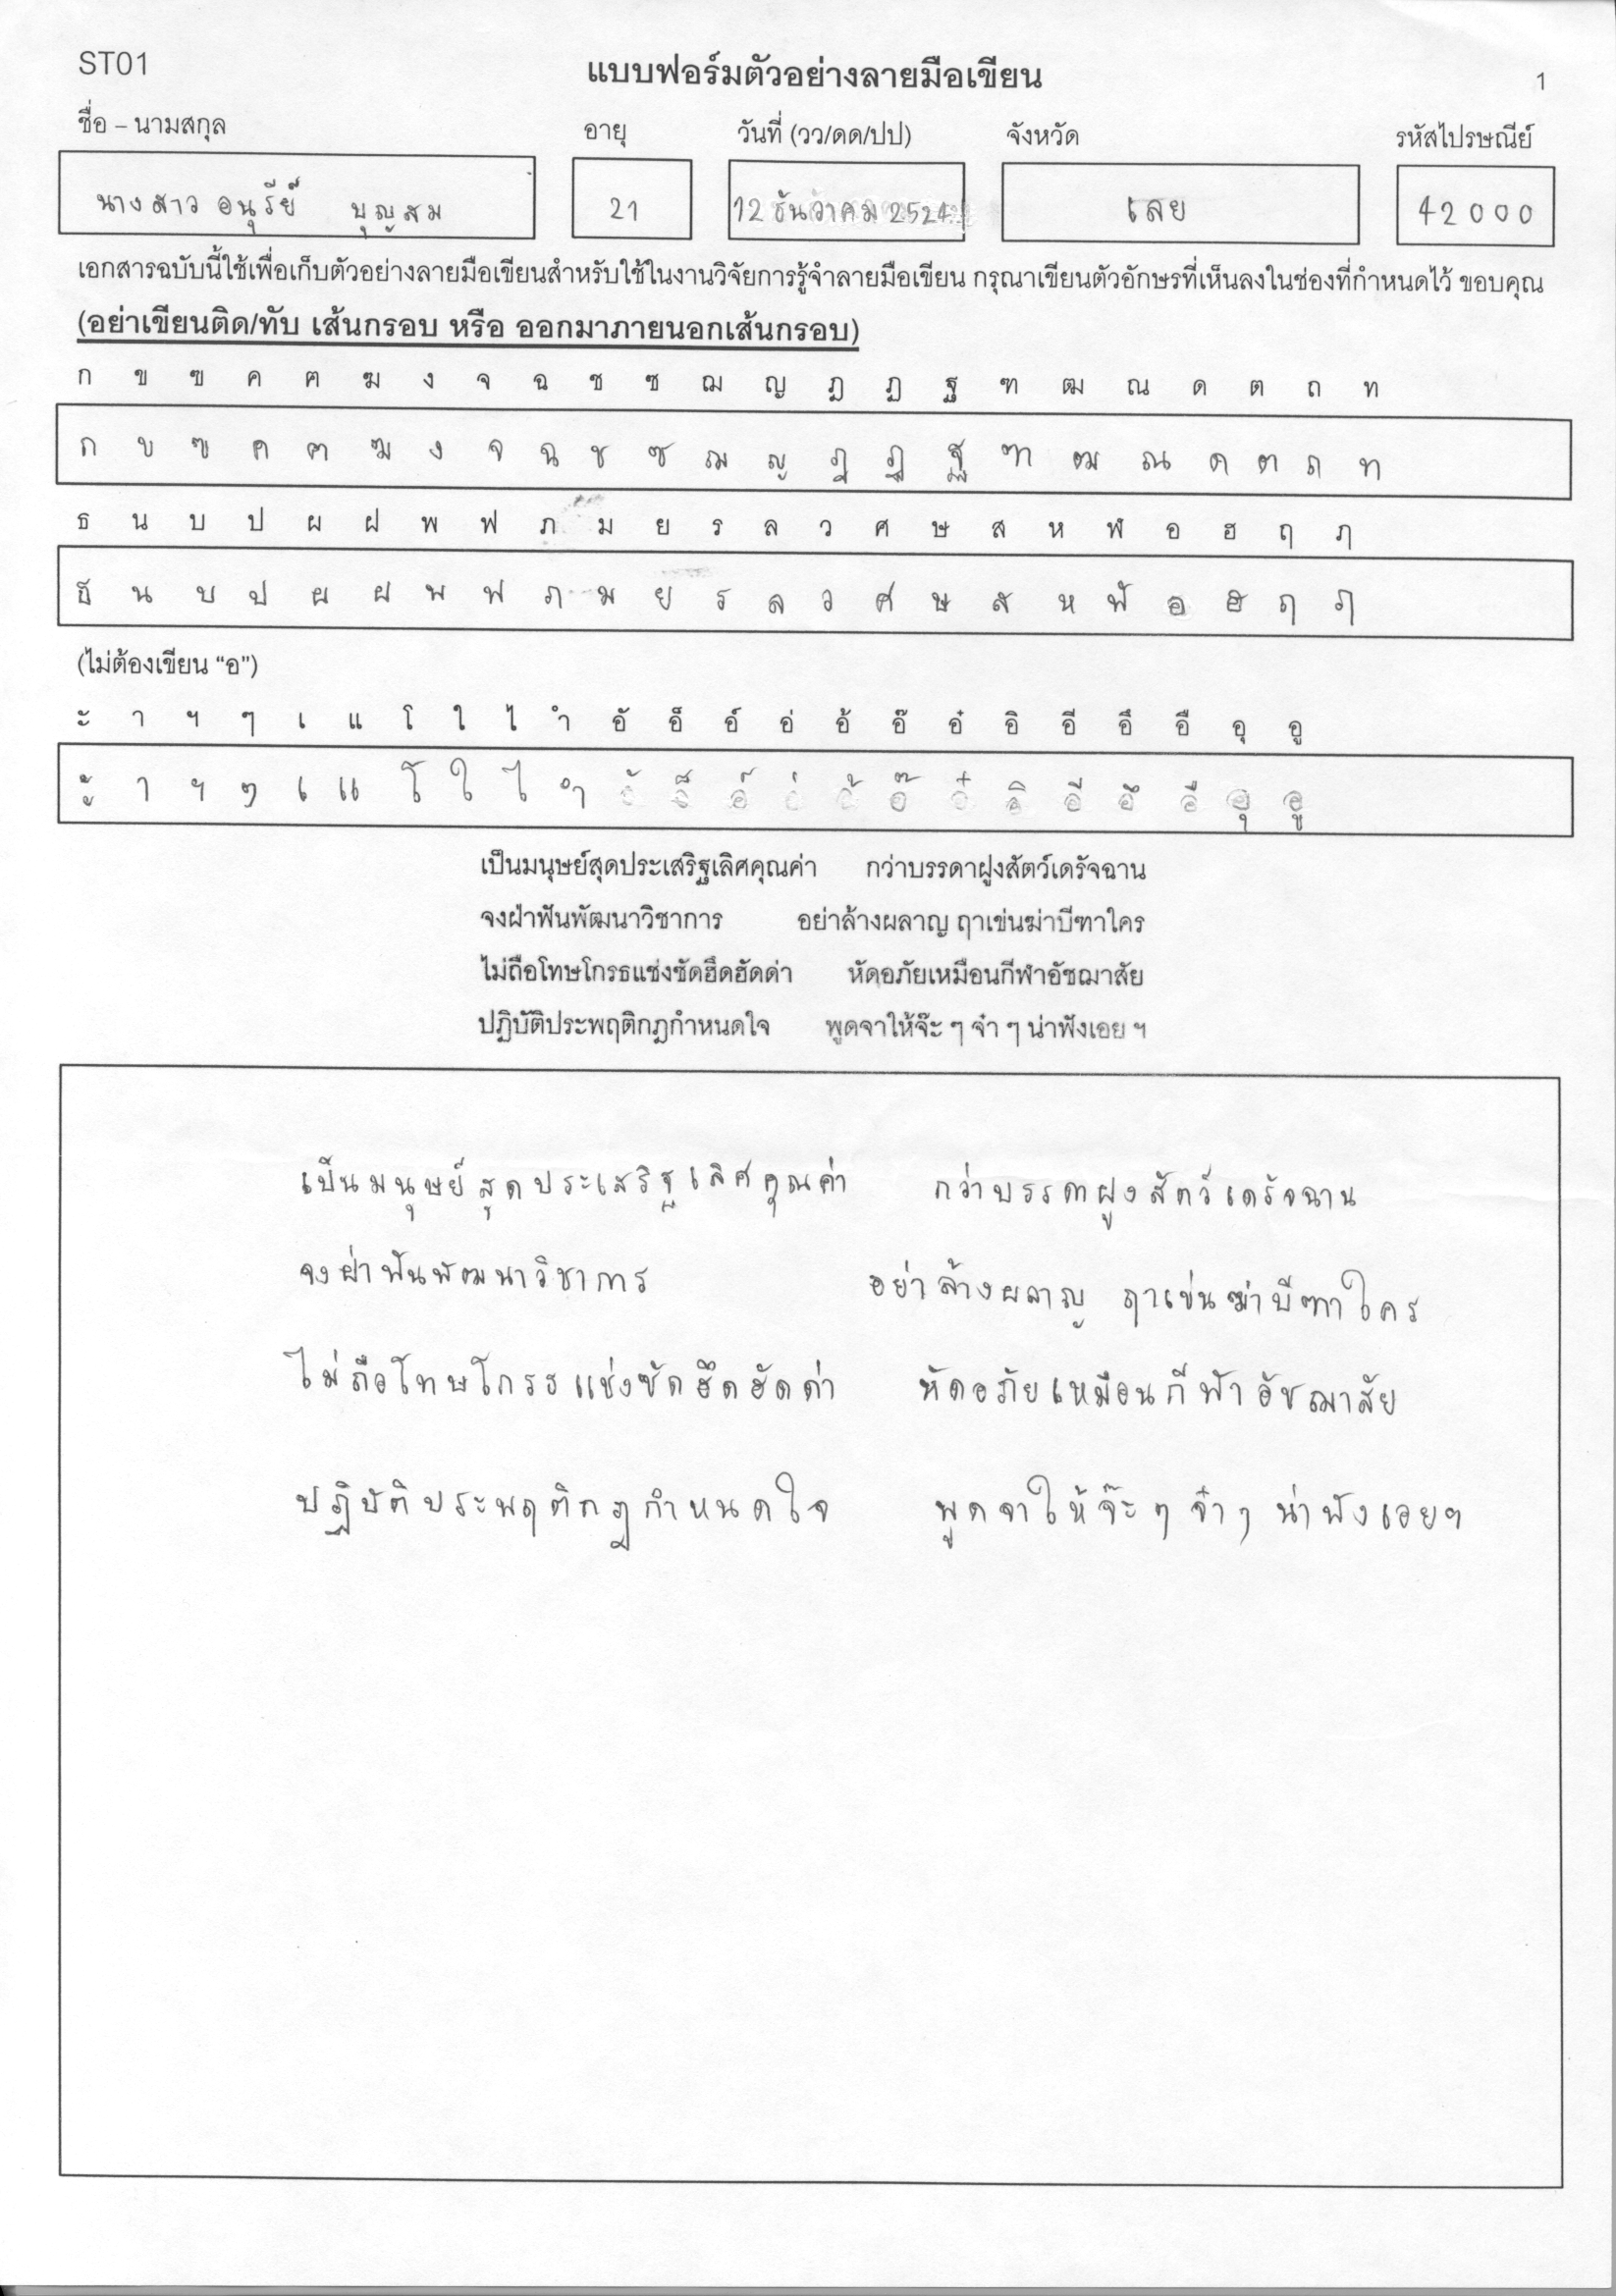 ST01 แบบฟอร์มตัวอย่างลายมือเขียน 1
ชื่อ – นามสกุล อายุ วันที่ (วว/ดด/ปป) จังหวัด รหัสไปรษณีย์
นางสาว อนุรีย์ บุญสม 21 12 ธันวาคม 2524 เลย 42000
เอกสารฉบับนี้ใช้เพื่อเก็บตัวอย่างลายมือเขียนสำหรับใช้ในงานวิจัยการรู้จำลายมือเขียน กรุณาเขียนตัวอักษรที่เห็นลงในช่องที่กำหนดไว้ ขอบคุณ
(อย่าเขียนติด/ทับ เส้นกรอบ หรือ ออกมาภายนอกเส้นกรอบ)
ก ข ฃ ค ฅ ฆ ง จ ฉ ช ซ ฌ ญ ฎ ฏ ฐ ฑ ฒ ณ ด ต ถ ท
ก ข ฃ ค ฅ ฆ ง จ ฉ ช ซ ฌ ญ ฎ ฏ ฐ ฑ ฒ ณ ด ต ถ ท
ธ น บ ป ผ ฝ พ ฟ ภ ม ย ร ล ว ศ ษ ส ห ฬ อ ฮ ฤ ฦ
ธ น บ ป ผ ฝ พ ฟ ภ ม ย ร ล ว ศ ษ ส ห ฬ อ ฮ ฤ ฦ
(ไม่ต้องเขียน “อ”)
ะ า ฯ ๆ เ แ โ ใ ไ ำ อั อ็ อ์ อ่ อ้ อ๊ อ๋ อิ อี อึ อื อุ อู
ะ า ฯ ๆ เ แ โ ใ ไ ำ อั อ็ อ์ อ่ อ้ อ๊ อ๋ อิ อี อึ อื อุ อู
เป็นมนุษย์สุดประเสริฐเลิศคุณค่า กว่าบรรดาฝูงสัตว์เดรัจฉาน
จงฝ่าฟันพัฒนาวิชาการ อย่าล้างผลาญ ฤาเข่นฆ่าบีฑาใคร
ไม่ถือโทษโกรธแช่งซัดฮึดฮัดด่า หัดอภัยเหมือนกีฬาอัชฌาสัย
ปฏิบัติประพฤติกฎกำหนดใจ พูดจาให้จ๊ะ ๆ จ๋า ๆ น่าฟังเอย ฯ
เป็นมนุษย์สุดประเสริฐเลิศคุณค่า กว่าบรรดาฝูงสัตว์เดรัจฉาน
จงฝ่าฟันพัฒนาวิชาการ อย่าล้างผลาญ ฤาเข่นฆ่าบีฑาใคร
ไม่ถือโทษโกรธแช่งซัดฮึดฮัดด่า หัดอภัยเหมือนกีฬาอัชฌาสัย
ปฏิบัติประพฤติกฎกำหนดใจ พูดจาให้จ๊ะ ๆ จ๋า ๆ น่าฟังเอยฯ